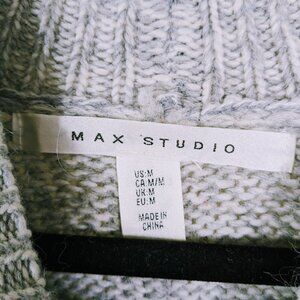 MAX STUDIO
US:M
CA:M/M
UK:M
EU:M
MADE IN
CHINA